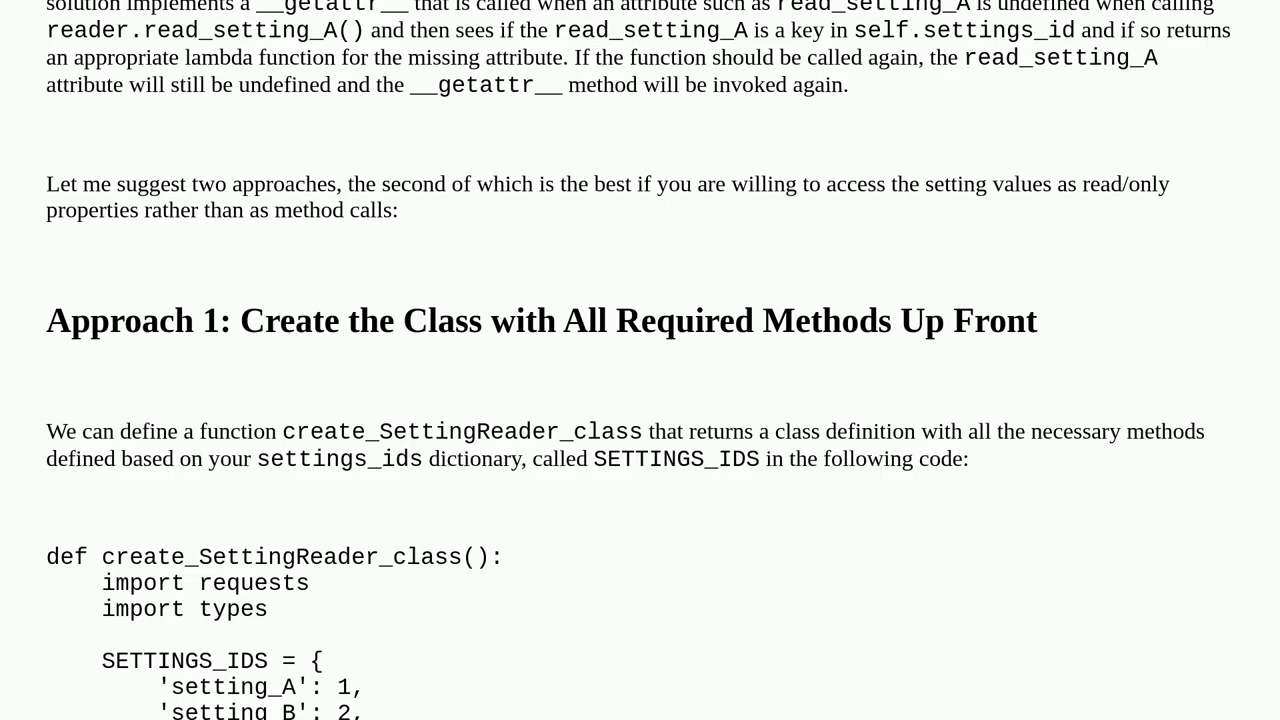 solution implements a __getattr__ that is called when an attribute such as read_setting_A is undefined when calling
reader.read_setting_A() and then sees if the read_setting_A is a key in self.settings_id and if so returns
an appropriate lambda function for the missing attribute. If the function should be called again, the read_setting_A
attribute will still be undefined and the __getattr__ method will be invoked again.
Let me suggest two approaches, the second of which is the best if you are willing to access the setting values as read/only
properties rather than as method calls:
Approach 1: Create the Class with All Required Methods Up Front
We can define a function create_SettingReader_class that returns a class definition with all the necessary methods
defined based on your settings_ids dictionary, called SETTINGS_IDS in the following code:
def create_SettingReader_class():
    import requests
    import types
    SETTINGS_IDS = {
        'setting_A': 1,
        'setting_B': 2,